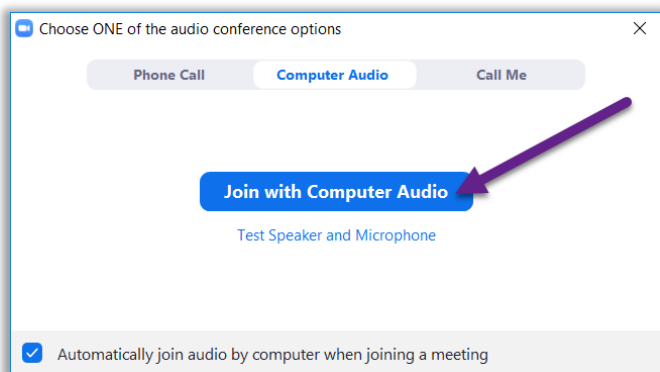 Choose ONE of the audio conference options
Phone Call Computer Audio Call Me
Join with Computer Audio
Test Speaker and Microphone
Automatically join audio by computer when joining a meeting